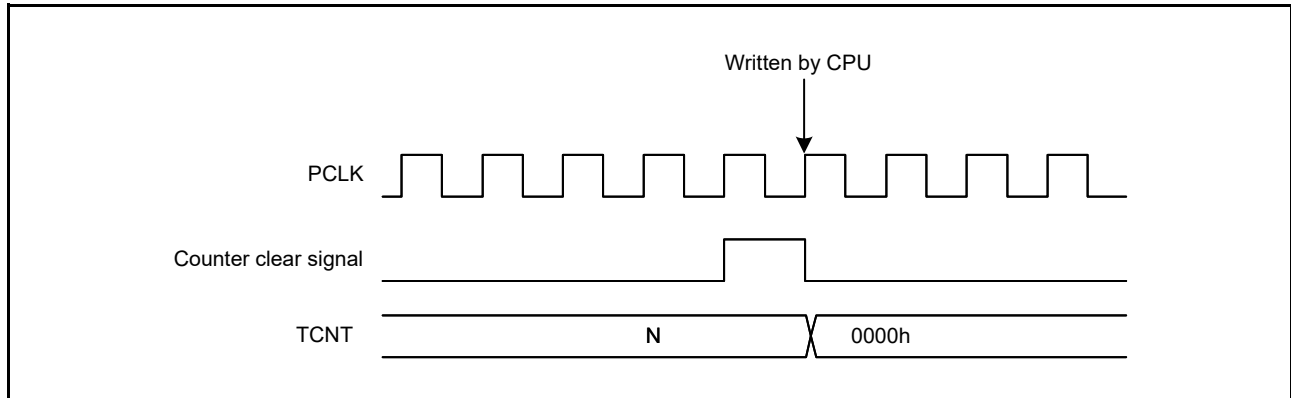 Written by CPU
PCLK
Counter clear signal
TCNT N 0000h